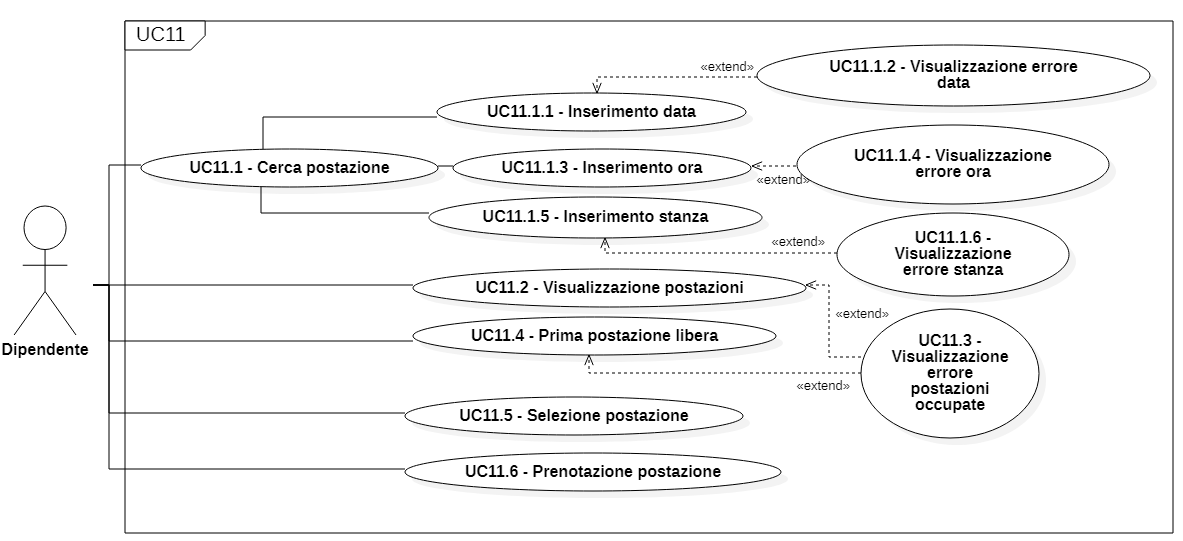 UC11
«extend»
UC11.1.2 - Visualizzazione errore
data
UC11.1.1 - Inserimento data
UC11.1 - Cerca postazione
UC11.1.3 - Inserimento ora
«extend»
UC11.1.4 - Visualizzazione
errore ora
UC11.1.5 - Inserimento stanza
«extend»
UC11.1.6 -
Visualizzazione
errore stanza
Dipendente
UC11.2 - Visualizzazione postazioni
«extend»
UC11.4 - Prima postazione libera
UC11.3 -
Visualizzazione
errore
postazioni
occupate
«extend»
UC11.5 - Selezione postazione
UC11.6 - Prenotazione postazione